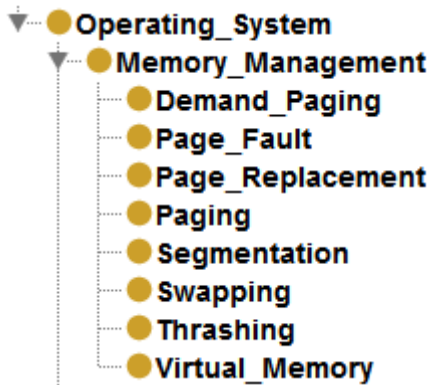 Operating_System
Memory_Management
Demand_Paging
Page_Fault
Page_Replacement
Paging
Segmentation
Swapping
Thrashing
Virtual_Memory